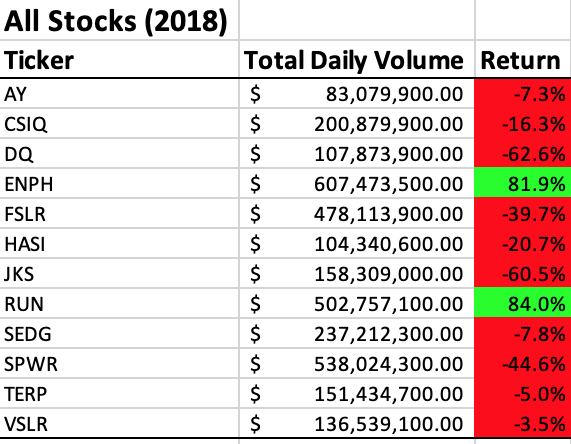 All Stocks (2018)
Ticker Total Daily Volume Return
AY $ 83,079,900.00 -7.3%
CSIQ $ 200,879,900.00 -16.3%
DQ $ 107,873,900.00 -62.6%
ENPH $ 607,473,500.00 81.9%
FSLR $ 478,113,900.00 -39.7%
HASI $ 104,340,600.00 -20.7%
JKS $ 158,309,000.00 -60.5%
RUN $ 502,757,100.00 84.0%
SEDG $ 237,212,300.00 -7.8%
SPWR $ 538,024,300.00 -44.6%
TERP $ 151,434,700.00 -5.0%
VSLR $ 136,539,100.00 -3.5%